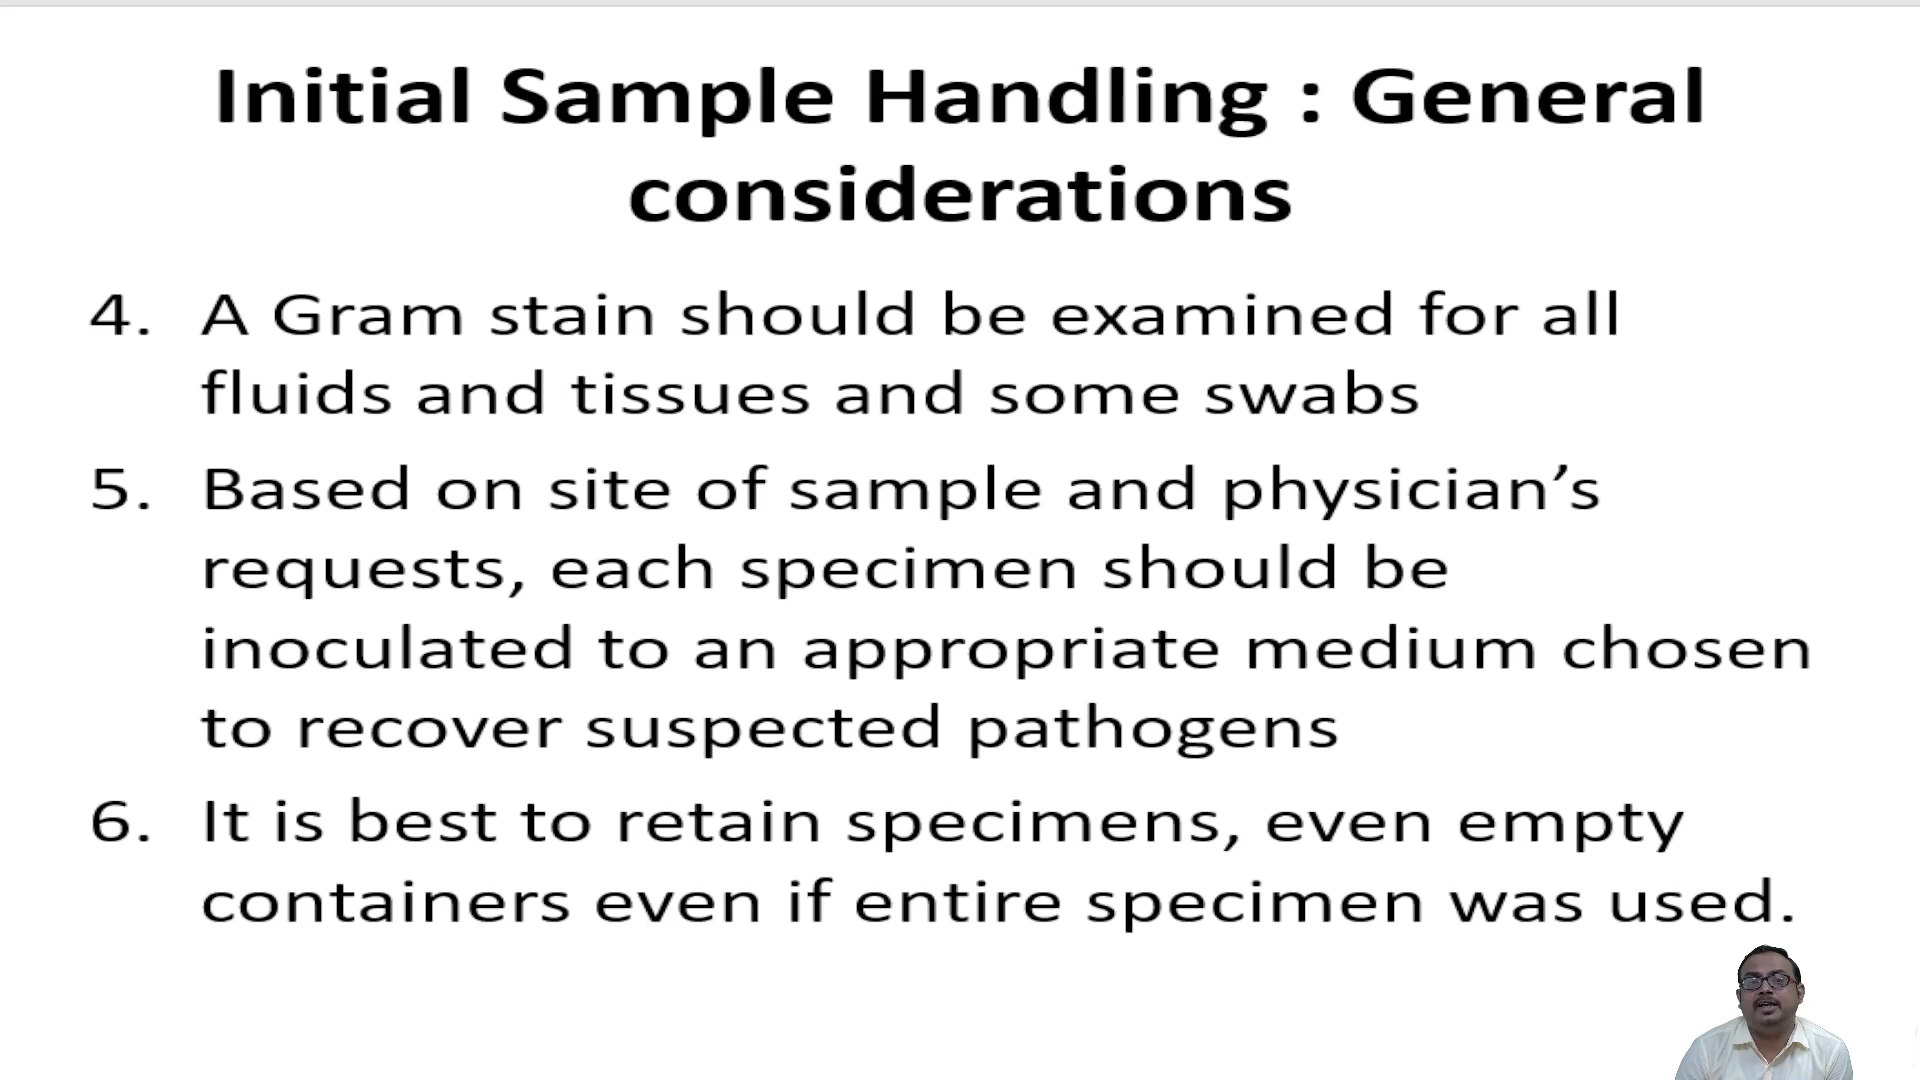 Initial Sample Handling : General
considerations
4. A Gram stain should be examined for all
fluids and tissues and some swabs
5. Based on site of sample and physician’s
requests, each specimen should be
inoculated to an appropriate medium chosen
to recover suspected pathogens
6. It is best to retain specimens, even empty
containers even if entire specimen was used.